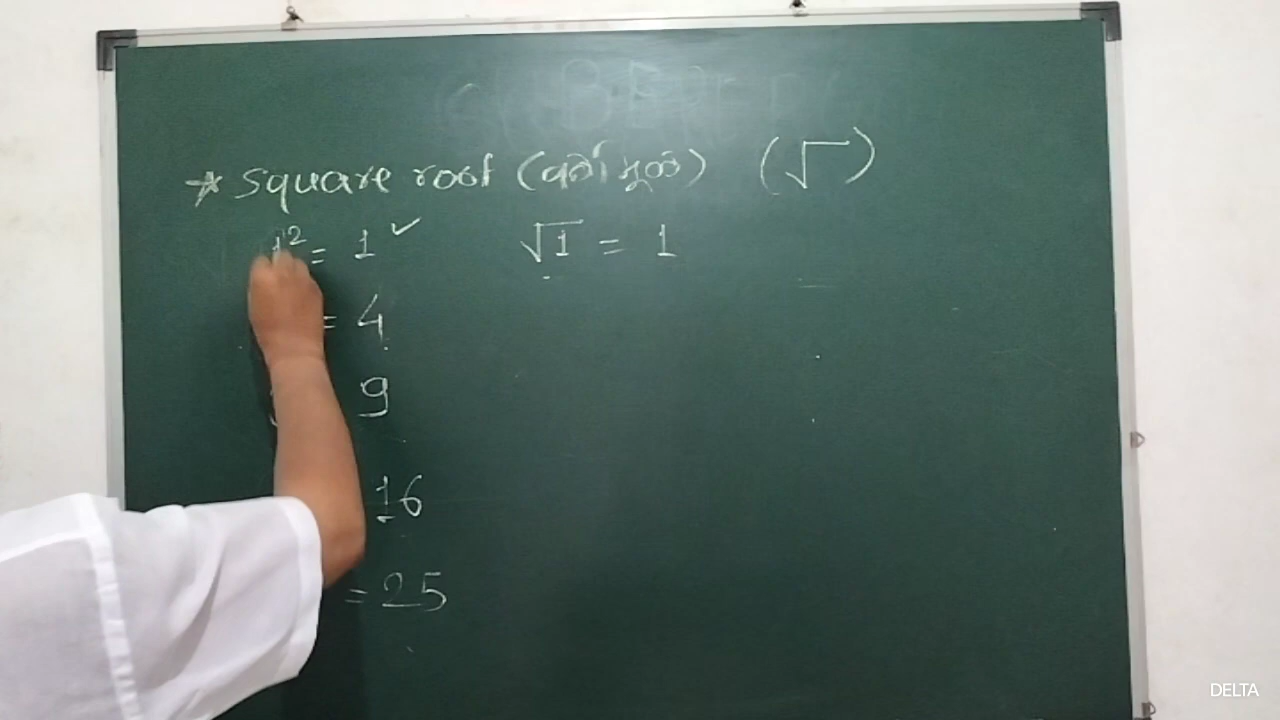 * Square root (वर्गमूळ) (√)
1² = 1 ✓ √1 = 1
= 4
9
16
= 25
DELTA